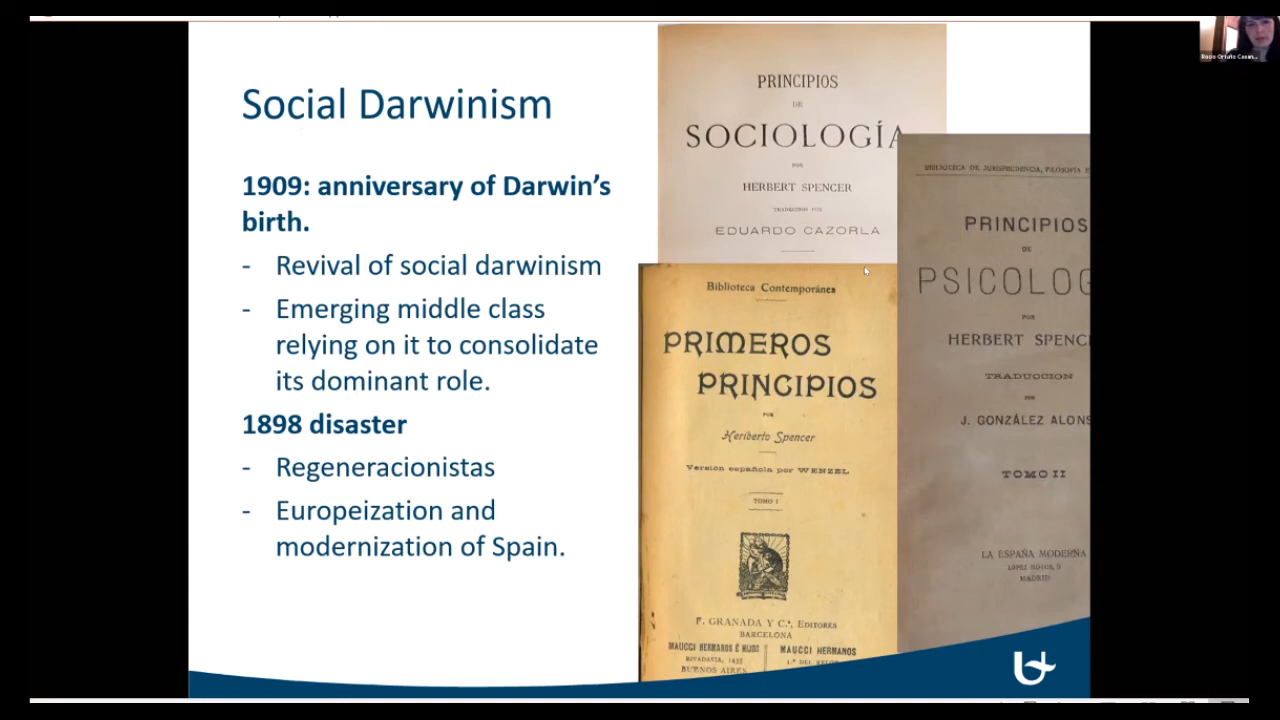 Social Darwinism
1909: anniversary of Darwin's
birth.
- Revival of social darwinism
- Emerging middle class
relying on it to consolidate
its dominant role.
1898 disaster
- Regeneracionistas
- Europeization and
modernization of Spain.
PRINCIPIOS
DE
SOCIOLOGÍA
POR
HERBERT SPENCER
TRADUCIDOS POR
EDUARDO CAZORLA
Biblioteca Contemporánea
PRIMEROS
PRINCIPIOS
POR
Heriberto Spencer
Versión española por WENZEL
TOMO I
F. GRANADA Y C.ª, EDITORES
BARCELONA
MAUCCI HERMANOS É HIJOS
RIVADAVIA, 1435
BUENOS AIRES
MAUCCI HERMANOS
1.ª DEL
BIBLIOTECA DE JURISPRUDENCIA, FILOSOFÍA
PRINCIPIOS
DE
PSICOLOG
POR
HERBERT SPENC
TRADUCCION
POR
J. GONZÁLEZ ALONS
TOMO II
LA ESPAÑA MODERNA
LÓPEZ HOYOS, 6
MADRID